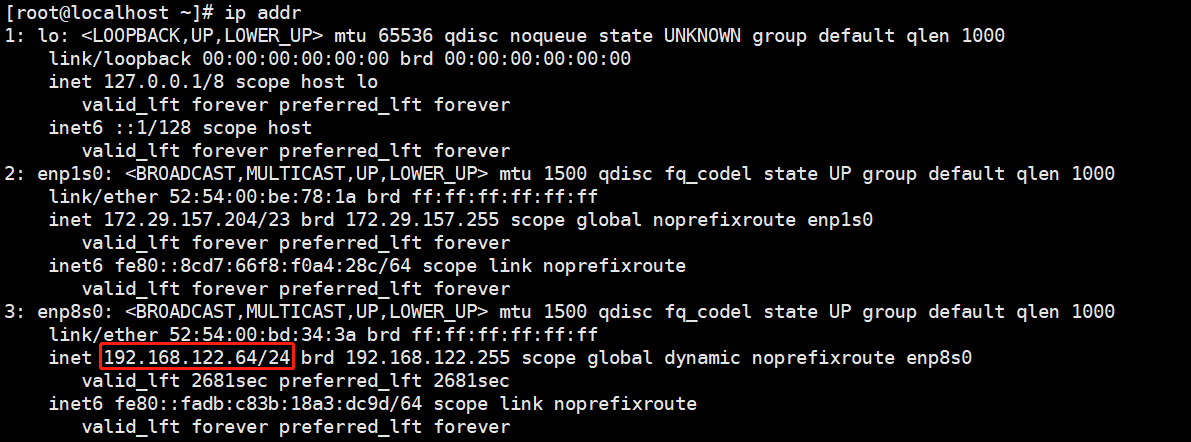 [root@localhost ~]# ip addr
1: lo: <LOOPBACK,UP,LOWER_UP> mtu 65536 qdisc noqueue state UNKNOWN group default qlen 1000
    link/loopback 00:00:00:00:00:00 brd 00:00:00:00:00:00
    inet 127.0.0.1/8 scope host lo
       valid_lft forever preferred_lft forever
    inet6 ::1/128 scope host
       valid_lft forever preferred_lft forever
2: enp1s0: <BROADCAST,MULTICAST,UP,LOWER_UP> mtu 1500 qdisc fq_codel state UP group default qlen 1000
    link/ether 52:54:00:be:78:1a brd ff:ff:ff:ff:ff:ff
    inet 172.29.157.204/23 brd 172.29.157.255 scope global noprefixroute enp1s0
       valid_lft forever preferred_lft forever
    inet6 fe80::8cd7:66f8:f0a4:28c/64 scope link noprefixroute
       valid_lft forever preferred_lft forever
3: enp8s0: <BROADCAST,MULTICAST,UP,LOWER_UP> mtu 1500 qdisc fq_codel state UP group default qlen 1000
    link/ether 52:54:00:bd:34:3a brd ff:ff:ff:ff:ff:ff
    inet 192.168.122.64/24 brd 192.168.122.255 scope global dynamic noprefixroute enp8s0
       valid_lft 2681sec preferred_lft 2681sec
    inet6 fe80::fadb:c83b:18a3:dc9d/64 scope link noprefixroute
       valid_lft forever preferred_lft forever